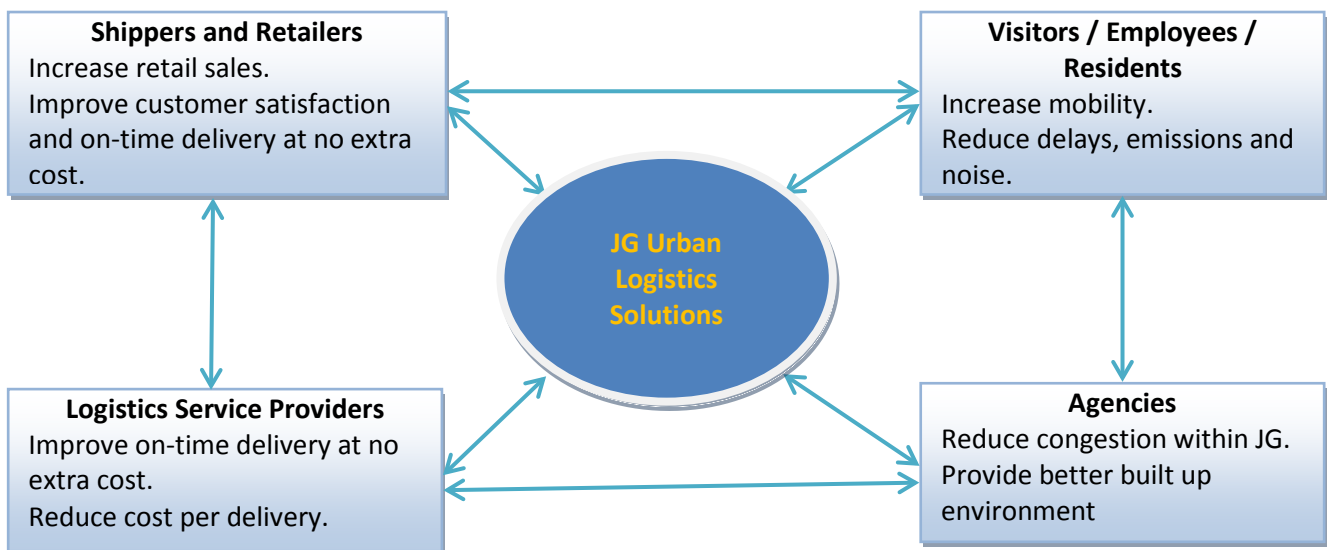 Shippers and Retailers
Increase retail sales.
Improve customer satisfaction
and on-time delivery at no extra
cost.
Visitors / Employees /
Residents
Increase mobility.
Reduce delays, emissions and
noise.
JG Urban
Logistics
Solutions
Logistics Service Providers
Improve on-time delivery at no
extra cost.
Reduce cost per delivery.
Agencies
Reduce congestion within JG.
Provide better built up
environment